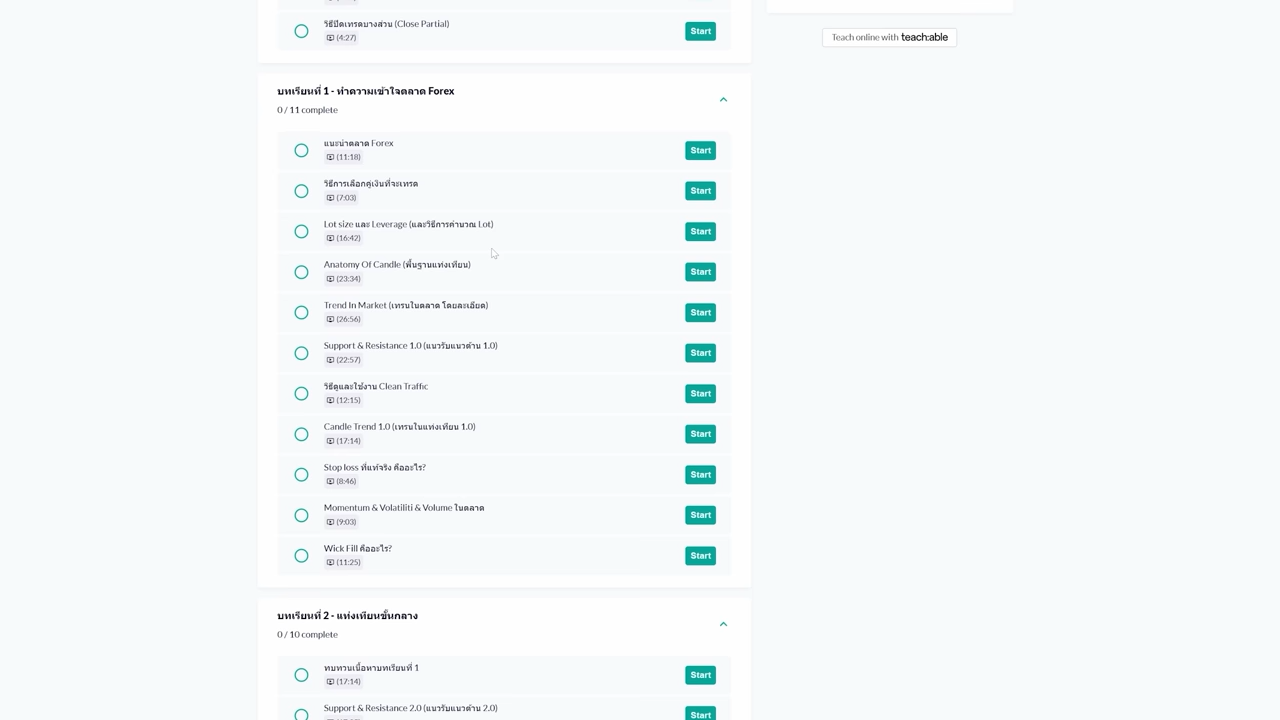 วิธีปิดเทรดบางส่วน (Close Partial)
(4:27)
Start
Teach online with teach:able
บทเรียนที่ 1 - ทำความเข้าใจตลาด Forex
0 / 11 complete
แนะนำตลาด Forex
(11:18)
Start
วิธีการเลือกคู่เงินที่จะเทรด
(7:03)
Start
Lot size และ Leverage (และวิธีการคำนวณ Lot)
(16:42)
Start
Anatomy Of Candle (พื้นฐานแท่งเทียน)
(23:34)
Start
Trend In Market (เทรนในตลาด โดยละเอียด)
(26:56)
Start
Support & Resistance 1.0 (แนวรับแนวต้าน 1.0)
(22:57)
Start
วิธีดูและใช้งาน Clean Traffic
(12:15)
Start
Candle Trend 1.0 (เทรนในแท่งเทียน 1.0)
(17:14)
Start
Stop loss ที่แท้จริง คืออะไร?
(8:46)
Start
Momentum & Volatiliti & Volume ในตลาด
(9:03)
Start
Wick Fill คืออะไร?
(11:25)
Start
บทเรียนที่ 2 - แท่งเทียนขั้นกลาง
0 / 10 complete
ทบทวนเนื้อหาบทเรียนที่ 1
(17:14)
Start
Support & Resistance 2.0 (แนวรับแนวต้าน 2.0)
Start